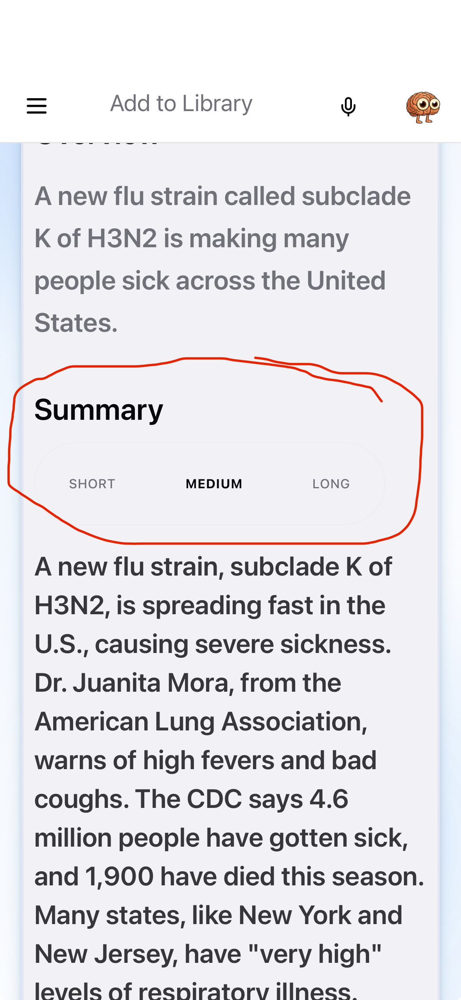 Add to Library
Overview
A new flu strain called subclade
K of H3N2 is making many
people sick across the United
States.
Summary
SHORT MEDIUM LONG
A new flu strain, subclade K of
H3N2, is spreading fast in the
U.S., causing severe sickness.
Dr. Juanita Mora, from the
American Lung Association,
warns of high fevers and bad
coughs. The CDC says 4.6
million people have gotten sick,
and 1,900 have died this season.
Many states, like New York and
New Jersey, have "very high"
levels of respiratory illness.